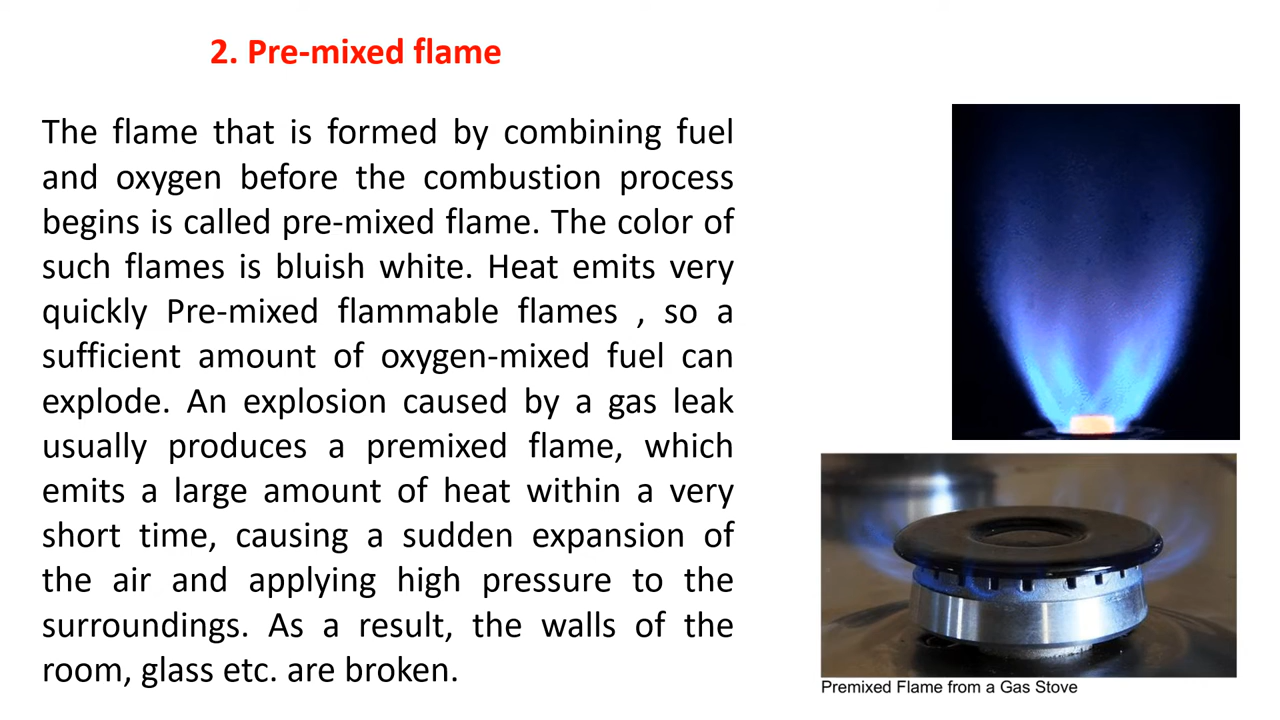 2. Pre-mixed flame
The flame that is formed by combining fuel
and oxygen before the combustion process
begins is called pre-mixed flame. The color of
such flames is bluish white. Heat emits very
quickly Pre-mixed flammable flames , so a
sufficient amount of oxygen-mixed fuel can
explode. An explosion caused by a gas leak
usually produces a premixed flame, which
emits a large amount of heat within a very
short time, causing a sudden expansion of
the air and applying high pressure to the
surroundings. As a result, the walls of the
room, glass etc. are broken.
Premixed Flame from a Gas Stove